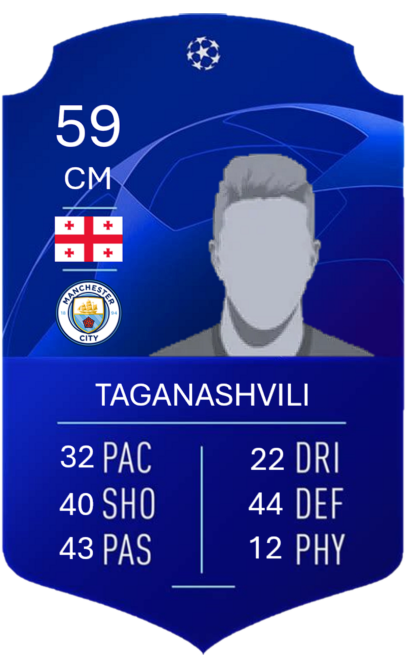 59
CM
MANCHESTER
CITY
TAGANASHVILI
32 PAC
22 DRI
40 SHO
44 DEF
43 PAS
12 PHY